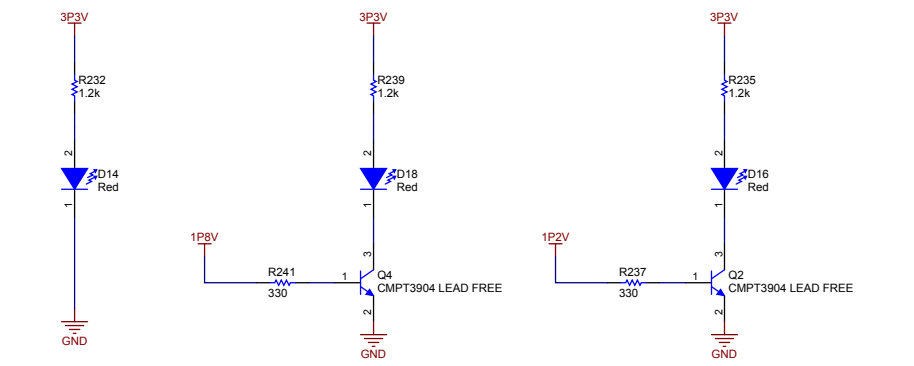 3P3V
3P3V
3P3V
R232
1.2k
R239
1.2k
R235
1.2k
2
2
2
D14
Red
D18
Red
D16
Red
1
1
1
1P8V
1P2V
3
3
R241
330
1
Q4
CMPT3904 LEAD FREE
R237
330
1
Q2
CMPT3904 LEAD FREE
2
2
GND
GND
GND